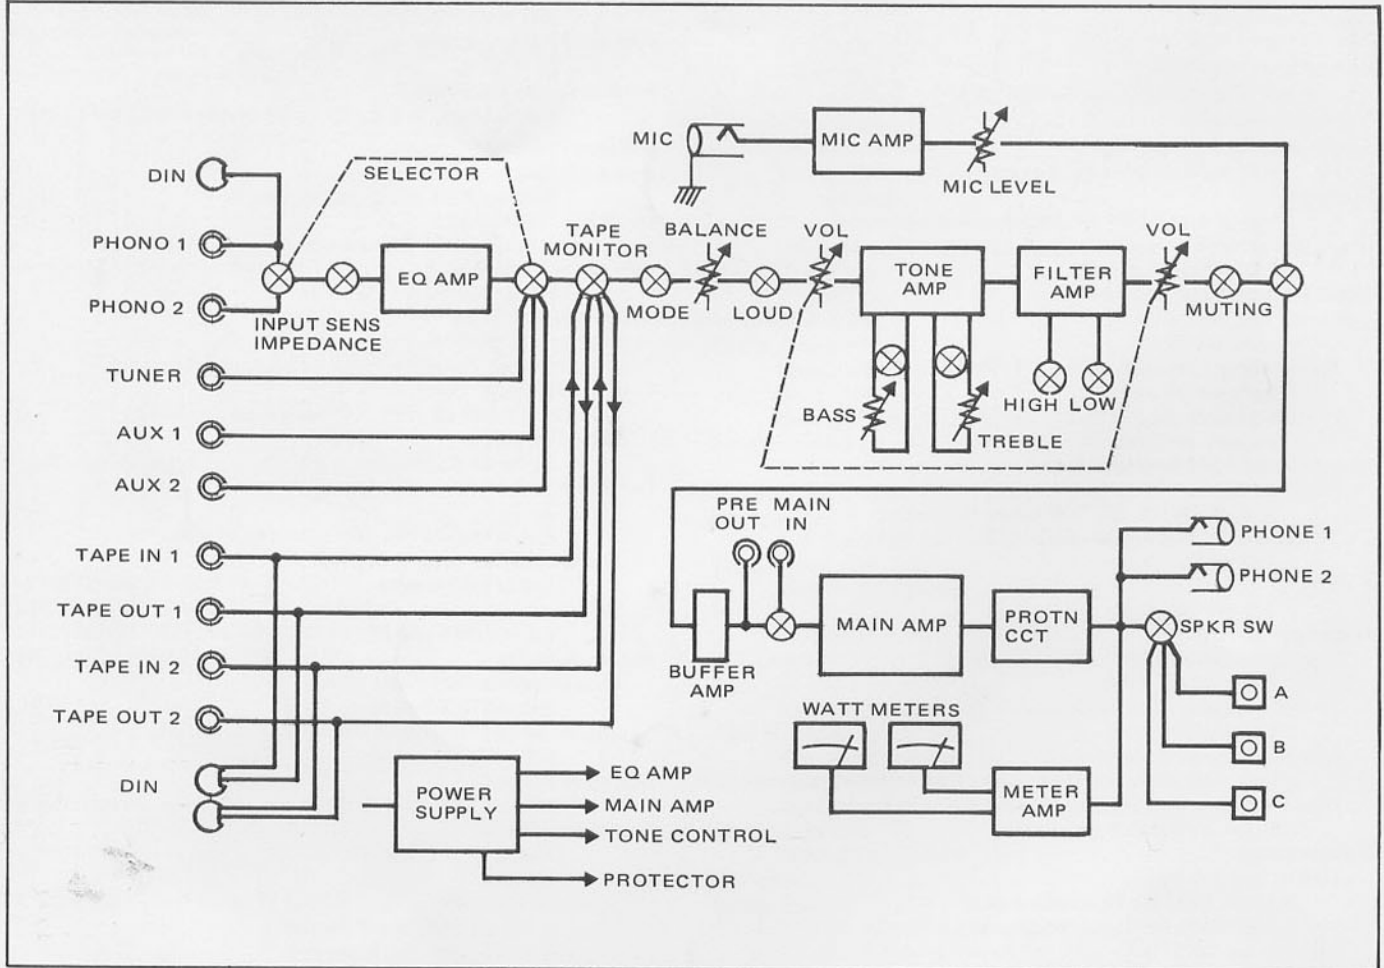 MIC
MIC AMP
MIC LEVEL
DIN
SELECTOR
PHONO 1
PHONO 2
INPUT SENS
IMPEDANCE
EQ AMP
TAPE
MONITOR
MODE
BALANCE
LOUD
VOL
TONE
AMP
FILTER
AMP
VOL
MUTING
BASS
TREBLE
HIGH
LOW
TUNER
AUX 1
AUX 2
TAPE IN 1
TAPE OUT 1
TAPE IN 2
TAPE OUT 2
DIN
PRE
OUT
MAIN
IN
BUFFER
AMP
MAIN AMP
PROTN
CCT
PHONE 1
PHONE 2
SPKR SW
A
B
C
WATT METERS
METER
AMP
POWER
SUPPLY
EQ AMP
MAIN AMP
TONE CONTROL
PROTECTOR